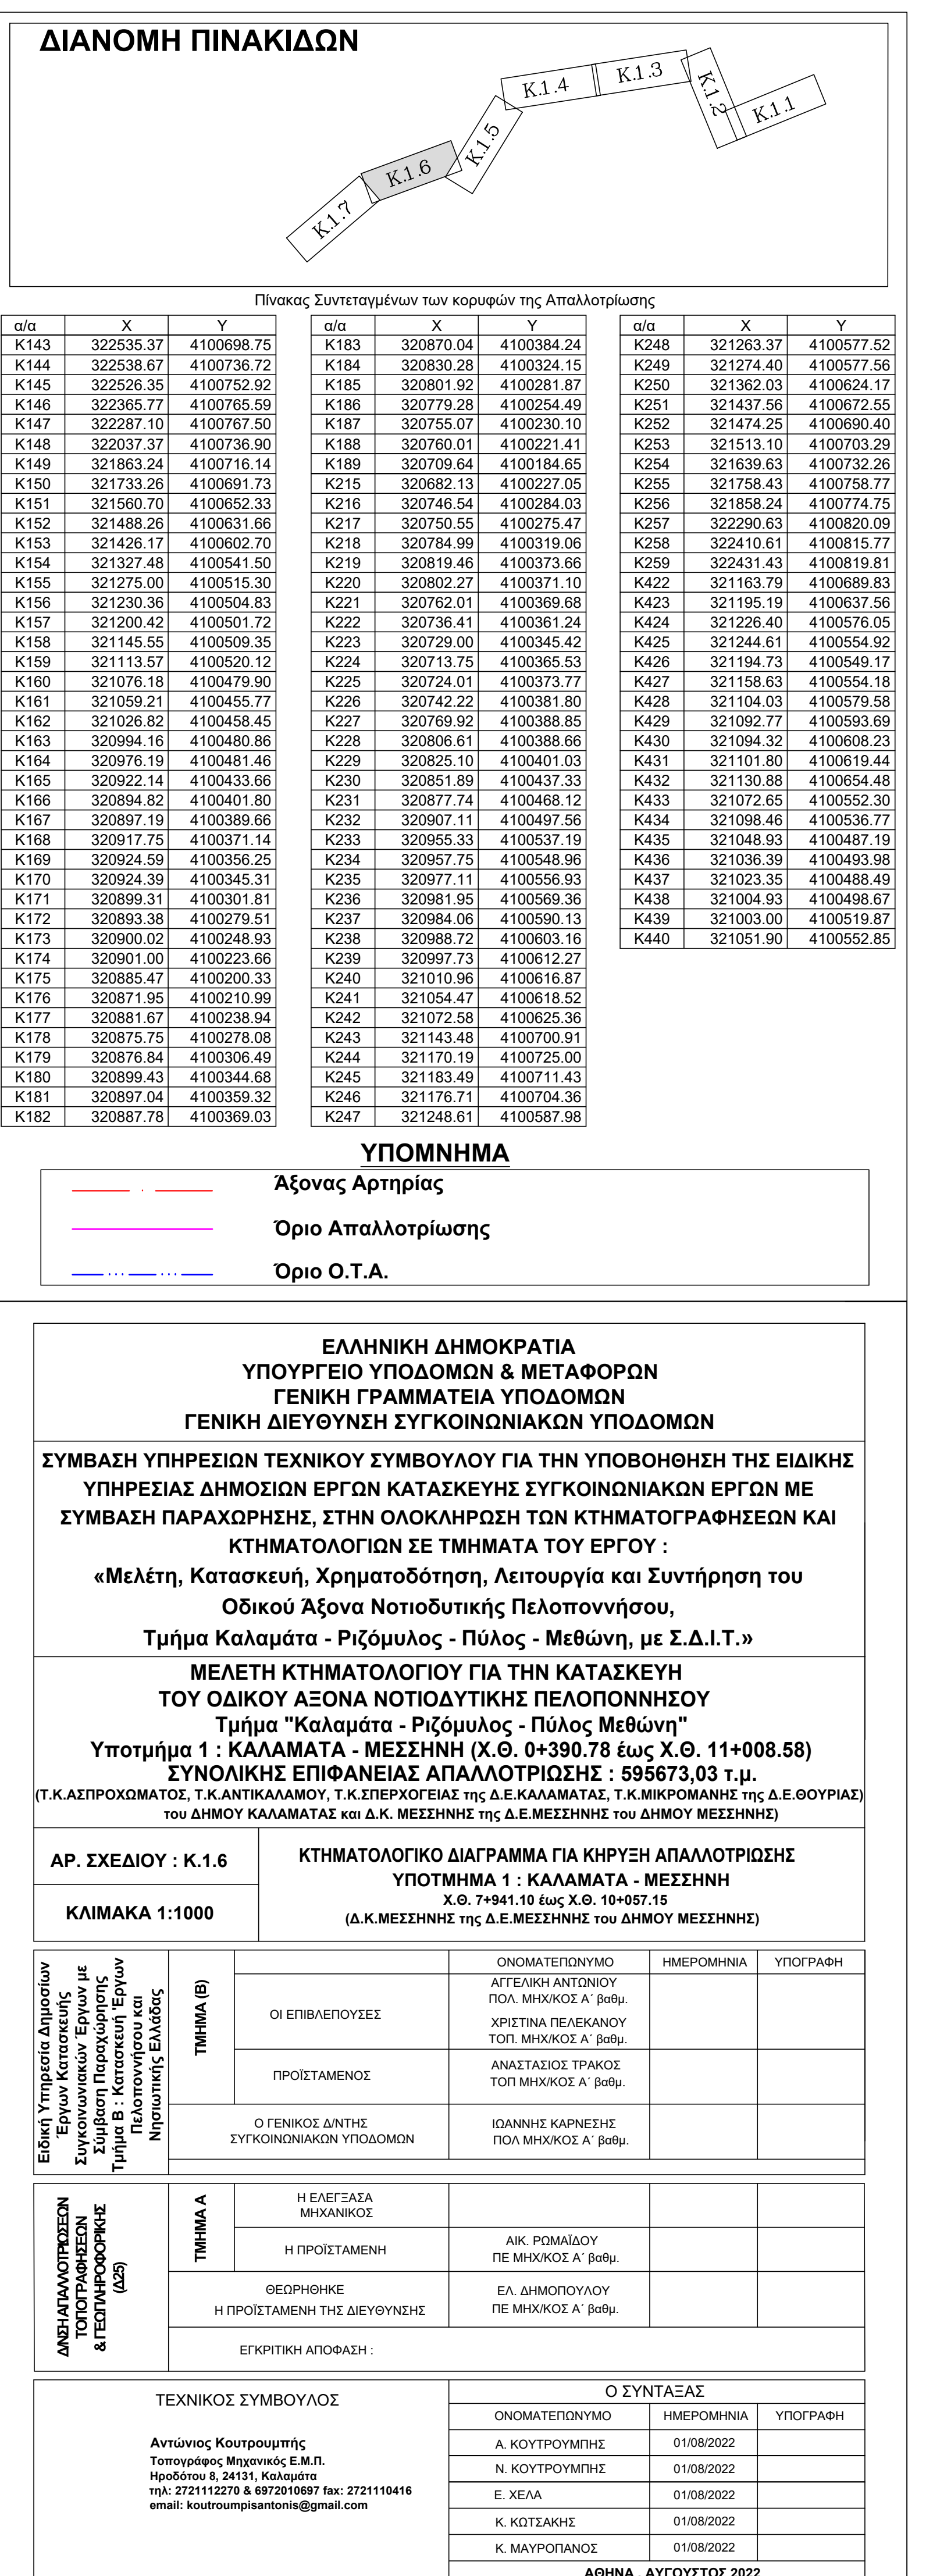 ΔΙΑΝΟΜΗ ΠΙΝΑΚΙΔΩΝ
K.1.7
K.1.6
K.1.5
K.1.4
K.1.3
K.1.2
K.1.1
Πίνακας Συντεταγμένων των κορυφών της Απαλλοτρίωσης
α/α X Y
K143 322535.37 4100698.75
K144 322538.67 4100736.72
K145 322526.35 4100752.92
K146 322365.77 4100765.59
K147 322287.10 4100767.50
K148 322037.37 4100736.90
K149 321863.24 4100716.14
K150 321733.26 4100691.73
K151 321560.70 4100652.33
K152 321488.26 4100631.66
K153 321426.17 4100602.70
K154 321327.48 4100541.50
K155 321275.00 4100515.30
K156 321230.36 4100504.83
K157 321200.42 4100501.72
K158 321145.55 4100509.35
K159 321113.57 4100520.12
K160 321076.18 4100479.90
K161 321059.21 4100455.77
K162 321026.82 4100458.45
K163 320994.16 4100480.86
K164 320976.19 4100481.46
K165 320922.14 4100433.66
K166 320894.82 4100401.80
K167 320897.19 4100389.66
K168 320917.75 4100371.14
K169 320924.59 4100356.25
K170 320924.39 4100345.31
K171 320899.31 4100301.81
K172 320893.38 4100279.51
K173 320900.02 4100248.93
K174 320901.00 4100223.66
K175 320885.47 4100200.33
K176 320871.95 4100210.99
K177 320881.67 4100238.94
K178 320875.75 4100278.08
K179 320876.84 4100306.49
K180 320899.43 4100344.68
K181 320897.04 4100359.32
K182 320887.78 4100369.03
α/α X Y
K183 320870.04 4100384.24
K184 320830.28 4100324.15
K185 320801.92 4100281.87
K186 320779.28 4100254.49
K187 320755.07 4100230.10
K188 320760.01 4100221.41
K189 320709.64 4100184.65
K215 320682.13 4100227.05
K216 320746.54 4100284.03
K217 320750.55 4100275.47
K218 320784.99 4100319.06
K219 320819.46 4100373.66
K220 320802.27 4100371.10
K221 320762.01 4100369.68
K222 320736.41 4100361.24
K223 320729.00 4100345.42
K224 320713.75 4100365.53
K225 320724.01 4100373.77
K226 320742.22 4100381.80
K227 320769.92 4100388.85
K228 320806.61 4100388.66
K229 320825.10 4100401.03
K230 320851.89 4100437.33
K231 320877.74 4100468.12
K232 320907.11 4100497.56
K233 320955.33 4100537.19
K234 320957.75 4100548.96
K235 320977.11 4100556.93
K236 320981.95 4100569.36
K237 320984.06 4100590.13
K238 320988.72 4100603.16
K239 320997.73 4100612.27
K240 321010.96 4100616.87
K241 321054.47 4100618.52
K242 321072.58 4100625.36
K243 321143.48 4100700.91
K244 321170.19 4100725.00
K245 321183.49 4100711.43
K246 321176.71 4100704.36
K247 321248.61 4100587.98
α/α X Y
K248 321263.37 4100577.52
K249 321274.40 4100577.56
K250 321362.03 4100624.17
K251 321437.56 4100672.55
K252 321474.25 4100690.40
K253 321513.10 4100703.29
K254 321639.63 4100732.26
K255 321758.43 4100758.77
K256 321858.24 4100774.75
K257 322290.63 4100820.09
K258 322410.61 4100815.77
K259 322431.43 4100819.81
K422 321163.79 4100689.83
K423 321195.19 4100637.56
K424 321226.40 4100576.05
K425 321244.61 4100554.92
K426 321194.73 4100549.17
K427 321158.63 4100554.18
K428 321104.03 4100579.58
K429 321092.77 4100593.69
K430 321094.32 4100608.23
K431 321101.80 4100619.44
K432 321130.88 4100654.48
K433 321072.65 4100552.30
K434 321098.46 4100536.77
K435 321048.93 4100487.19
K436 321036.39 4100493.98
K437 321023.35 4100488.49
K438 321004.93 4100498.67
K439 321003.00 4100519.87
K440 321051.90 4100552.85
ΥΠΟΜΝΗΜΑ
Άξονας Αρτηρίας
Όριο Απαλλοτρίωσης
Όριο Ο.Τ.Α.
ΕΛΛΗΝΙΚΗ ΔΗΜΟΚΡΑΤΙΑ
ΥΠΟΥΡΓΕΙΟ ΥΠΟΔΟΜΩΝ & ΜΕΤΑΦΟΡΩΝ
ΓΕΝΙΚΗ ΓΡΑΜΜΑΤΕΙΑ ΥΠΟΔΟΜΩΝ
ΓΕΝΙΚΗ ΔΙΕΥΘΥΝΣΗ ΣΥΓΚΟΙΝΩΝΙΑΚΩΝ ΥΠΟΔΟΜΩΝ
ΣΥΜΒΑΣΗ ΥΠΗΡΕΣΙΩΝ ΤΕΧΝΙΚΟΥ ΣΥΜΒΟΥΛΟΥ ΓΙΑ ΤΗΝ ΥΠΟΒΟΗΘΗΣΗ ΤΗΣ ΕΙΔΙΚΗΣ
ΥΠΗΡΕΣΙΑΣ ΔΗΜΟΣΙΩΝ ΕΡΓΩΝ ΚΑΤΑΣΚΕΥΗΣ ΣΥΓΚΟΙΝΩΝΙΑΚΩΝ ΕΡΓΩΝ ΜΕ
ΣΥΜΒΑΣΗ ΠΑΡΑΧΩΡΗΣΗΣ, ΣΤΗΝ ΟΛΟΚΛΗΡΩΣΗ ΤΩΝ ΚΤΗΜΑΤΟΓΡΑΦΗΣΕΩΝ ΚΑΙ
ΚΤΗΜΑΤΟΛΟΓΙΩΝ ΣΕ ΤΜΗΜΑΤΑ ΤΟΥ ΕΡΓΟΥ :
«Μελέτη, Κατασκευή, Χρηματοδότηση, Λειτουργία και Συντήρηση του
Οδικού Άξονα Νοτιοδυτικής Πελοποννήσου,
Τμήμα Καλαμάτα - Ριζόμυλος - Πύλος - Μεθώνη, με Σ.Δ.Ι.Τ.»
ΜΕΛΕΤΗ ΚΤΗΜΑΤΟΛΟΓΙΟΥ ΓΙΑ ΤΗΝ ΚΑΤΑΣΚΕΥΗ
ΤΟΥ ΟΔΙΚΟΥ ΑΞΟΝΑ ΝΟΤΙΟΔΥΤΙΚΗΣ ΠΕΛΟΠΟΝΝΗΣΟΥ
Τμήμα "Καλαμάτα - Ριζόμυλος - Πύλος Μεθώνη"
Υποτμήμα 1 : ΚΑΛΑΜΑΤΑ - ΜΕΣΣΗΝΗ (Χ.Θ. 0+390.78 έως Χ.Θ. 11+008.58)
ΣΥΝΟΛΙΚΗΣ ΕΠΙΦΑΝΕΙΑΣ ΑΠΑΛΛΟΤΡΙΩΣΗΣ : 595673,03 τ.μ.
(Τ.Κ.ΑΣΠΡΟΧΩΜΑΤΟΣ, Τ.Κ.ΑΝΤΙΚΑΛΑΜΟΥ, Τ.Κ.ΣΠΕΡΧΟΓΕΙΑΣ της Δ.Ε.ΚΑΛΑΜΑΤΑΣ, Τ.Κ.ΜΙΚΡΟΜΑΝΗΣ της Δ.Ε.ΘΟΥΡΙΑΣ)
του ΔΗΜΟΥ ΚΑΛΑΜΑΤΑΣ και Δ.Κ. ΜΕΣΣΗΝΗΣ της Δ.Ε.ΜΕΣΣΗΝΗΣ του ΔΗΜΟΥ ΜΕΣΣΗΝΗΣ)
ΑΡ. ΣΧΕΔΙΟΥ : Κ.1.6
ΚΛΙΜΑΚΑ 1:1000
ΚΤΗΜΑΤΟΛΟΓΙΚΟ ΔΙΑΓΡΑΜΜΑ ΓΙΑ ΚΗΡΥΞΗ ΑΠΑΛΛΟΤΡΙΩΣΗΣ
ΥΠΟΤΜΗΜΑ 1 : ΚΑΛΑΜΑΤΑ - ΜΕΣΣΗΝΗ
Χ.Θ. 7+941.10 έως Χ.Θ. 10+057.15
(Δ.Κ.ΜΕΣΣΗΝΗΣ της Δ.Ε.ΜΕΣΣΗΝΗΣ του ΔΗΜΟΥ ΜΕΣΣΗΝΗΣ)
Ειδική Υπηρεσία Δημοσίων
Έργων Κατασκευής
Συγκοινωνιακών Έργων με
Σύμβαση Παραχώρησης
Τμήμα Β : Κατασκευή Έργων
Πελοποννήσου και
Νησιωτικής Ελλάδας
ΤΜΗΜΑ (Β)
ΟΝΟΜΑΤΕΠΩΝΥΜΟ ΗΜΕΡΟΜΗΝΙΑ ΥΠΟΓΡΑΦΗ
ΟΙ ΕΠΙΒΛΕΠΟΥΣΕΣ
ΑΓΓΕΛΙΚΗ ΑΝΤΩΝΙΟΥ
ΠΟΛ. ΜΗΧ/ΚΟΣ Α΄ βαθμ.
ΧΡΙΣΤΙΝΑ ΠΕΛΕΚΑΝΟΥ
ΤΟΠ. ΜΗΧ/ΚΟΣ Α΄ βαθμ.
ΠΡΟΪΣΤΑΜΕΝΟΣ
ΑΝΑΣΤΑΣΙΟΣ ΤΡΑΚΟΣ
ΤΟΠ ΜΗΧ/ΚΟΣ Α΄ βαθμ.
Ο ΓΕΝΙΚΟΣ Δ/ΝΤΗΣ
ΣΥΓΚΟΙΝΩΝΙΑΚΩΝ ΥΠΟΔΟΜΩΝ
ΙΩΑΝΝΗΣ ΚΑΡΝΕΣΗΣ
ΠΟΛ ΜΗΧ/ΚΟΣ Α΄ βαθμ.
Δ/ΝΣΗ ΑΠΑΛΛΟΤΡΙΩΣΕΩΝ
ΤΟΠΟΓΡΑΦΗΣΕΩΝ
& ΓΕΩΠΛΗΡΟΦΟΡΙΚΗΣ
(Δ25)
ΤΜΗΜΑ Α
Η ΕΛΕΓΞΑΣΑ
ΜΗΧΑΝΙΚΟΣ
Η ΠΡΟΪΣΤΑΜΕΝΗ
ΑΙΚ. ΡΩΜΑΪΔΟΥ
ΠΕ ΜΗΧ/ΚΟΣ Α΄ βαθμ.
ΘΕΩΡΗΘΗΚΕ
Η ΠΡΟΪΣΤΑΜΕΝΗ ΤΗΣ ΔΙΕΥΘΥΝΣΗΣ
ΕΛ. ΔΗΜΟΠΟΥΛΟΥ
ΠΕ ΜΗΧ/ΚΟΣ Α΄ βαθμ.
ΕΓΚΡΙΤΙΚΗ ΑΠΟΦΑΣΗ :
ΤΕΧΝΙΚΟΣ ΣΥΜΒΟΥΛΟΣ
Αντώνιος Κουτρουμπής
Τοπογράφος Μηχανικός Ε.Μ.Π.
Ηροδότου 8, 24131, Καλαμάτα
τηλ: 2721112270 & 6972010697 fax: 2721110416
email: koutroumpisantonis@gmail.com
Ο ΣΥΝΤΑΞΑΣ
ΟΝΟΜΑΤΕΠΩΝΥΜΟ ΗΜΕΡΟΜΗΝΙΑ ΥΠΟΓΡΑΦΗ
Α. ΚΟΥΤΡΟΥΜΠΗΣ 01/08/2022
Ν. ΚΟΥΤΡΟΥΜΠΗΣ 01/08/2022
Ε. ΧΕΛΑ 01/08/2022
Κ. ΚΩΤΣΑΚΗΣ 01/08/2022
Κ. ΜΑΥΡΟΠΑΝΟΣ 01/08/2022
ΑΘΗΝΑ , ΑΥΓΟΥΣΤΟΣ 2022